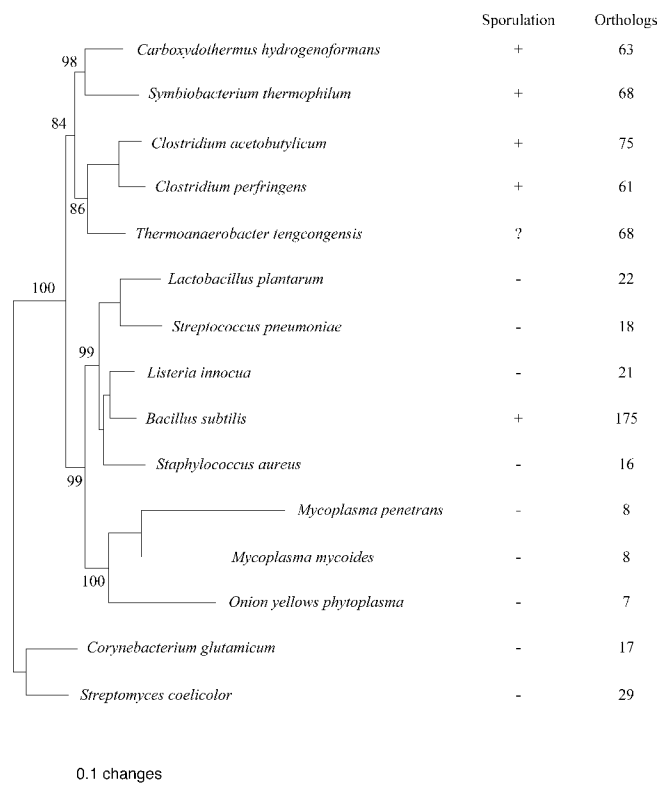 Sporulation Orthologs
98 Carboxydothermus hydrogenoformans + 63
Symbiobacterium thermophilum + 68
84
Clostridium acetobutylicum + 75
Clostridium perfringens + 61
86
Thermoanaerobacter tengcongensis ? 68
Lactobacillus plantarum - 22
100
Streptococcus pneumoniae - 18
99
Listeria innocua - 21
Bacillus subtilis + 175
Staphylococcus aureus - 16
99
Mycoplasma penetrans - 8
Mycoplasma mycoides - 8
100
Onion yellows phytoplasma - 7
Corynebacterium glutamicum - 17
Streptomyces coelicolor - 29
0.1 changes